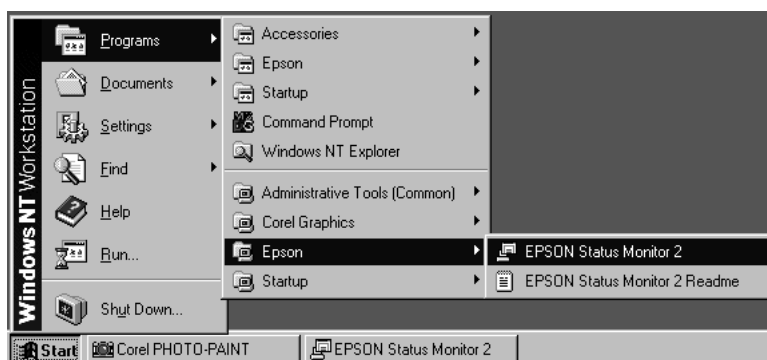 Windows NT Workstation
Programs
Documents
Settings
Find
Help
Run...
Shut Down...
Accessories
Epson
Startup
Command Prompt
Windows NT Explorer
Administrative Tools (Common)
Corel Graphics
Epson
Startup
EPSON Status Monitor 2
EPSON Status Monitor 2 Readme
Start
Corel PHOTO-PAINT
EPSON Status Monitor 2